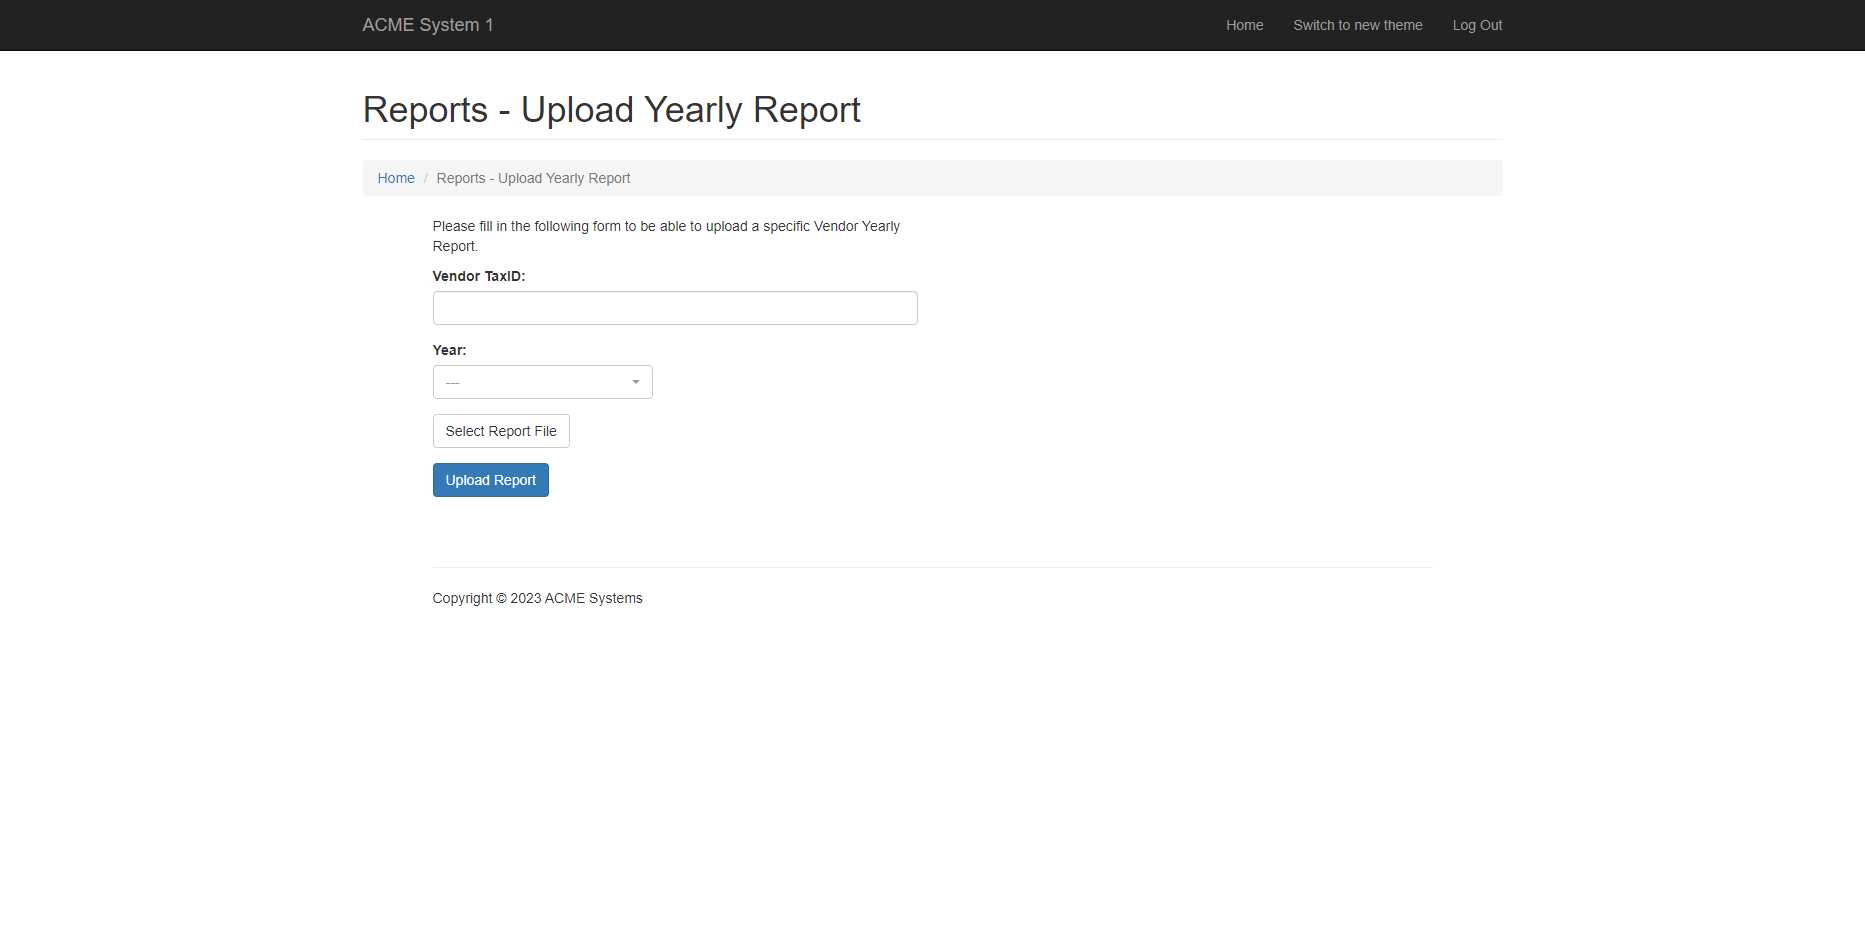 ACME System 1
Home
Switch to new theme
Log Out
Reports - Upload Yearly Report
Home / Reports - Upload Yearly Report
Please fill in the following form to be able to upload a specific Vendor Yearly
Report.
Vendor TaxID:
Year:
---
Select Report File
Upload Report
Copyright © 2023 ACME Systems